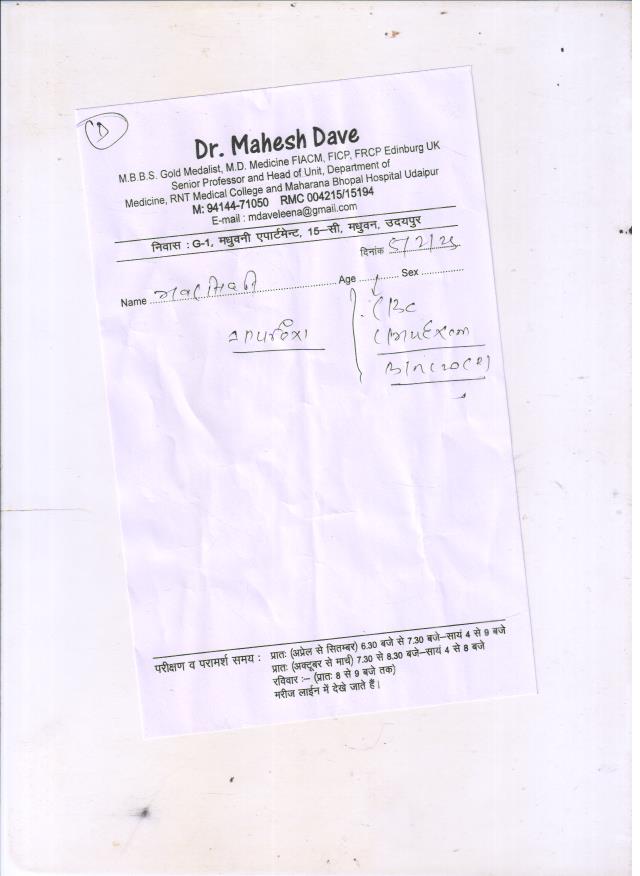 CD
Dr. Mahesh Dave
M.B.B.S. Gold Medalist, M.D. Medicine FIACM, FICP, FRCP Edinburg UK
Senior Professor and Head of Unit, Department of
Medicine, RNT Medical College and Maharana Bhopal Hospital Udaipur
M: 94144-71050 RMC 004215/15194
E-mail : mdaveleena@gmail.com
निवास : G-1, मधुवनी एपार्टमेन्ट, 15–सी, मधुवन, उदयपुर
दिनांक 5/2/25
Name ........ Age ........ Sex ........
CBC
Exam
परीक्षण व परामर्श समय : प्रातः (अप्रेल से सितम्बर) 6.30 बजे से 7.30 बजे–सायं 4 से 9 बजे
प्रातः (अक्टूबर से मार्च) 7.30 से 8.30 बजे–सायं 4 से 8 बजे
रविवार :– (प्रातः 8 से 9 बजे तक)
मरीज लाईन में देखे जाते हैं।